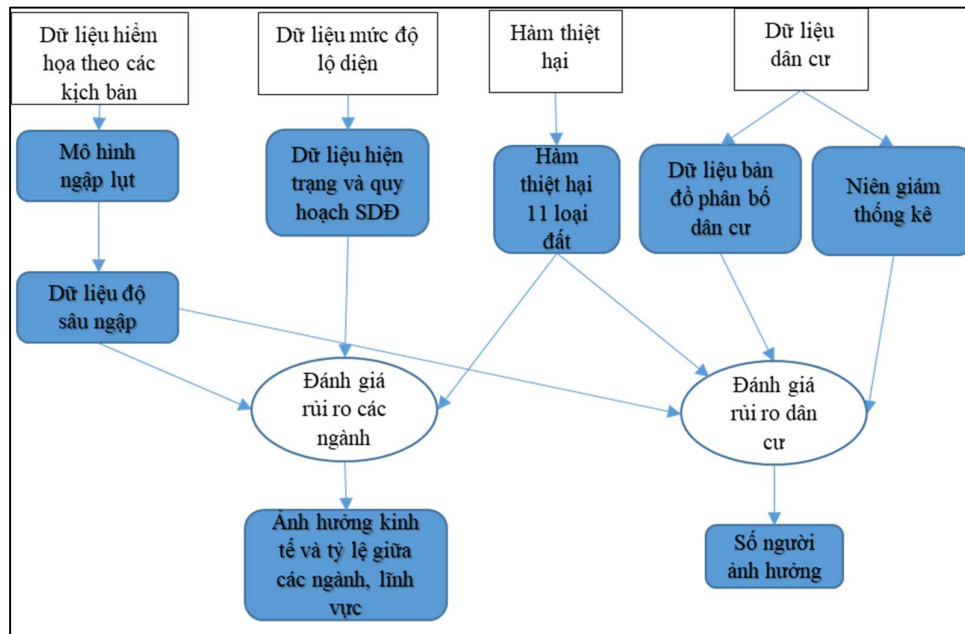 Dữ liệu hiểm
họa theo các
kịch bản
Dữ liệu mức độ
lộ diện
Hàm thiệt
hại
Dữ liệu
dân cư
Mô hình
ngập lụt
Dữ liệu hiện
trạng và quy
hoạch SDĐ
Hàm
thiệt hại
11 loại
đất
Dữ liệu bản
đồ phân bố
dân cư
Niên giám
thống kê
Dữ liệu độ
sâu ngập
Đánh giá
rủi ro các
ngành
Đánh giá
rủi ro dân
cư
Ảnh hưởng kinh
tế và tỷ lệ giữa
các ngành, lĩnh
vực
Số người
ảnh hưởng